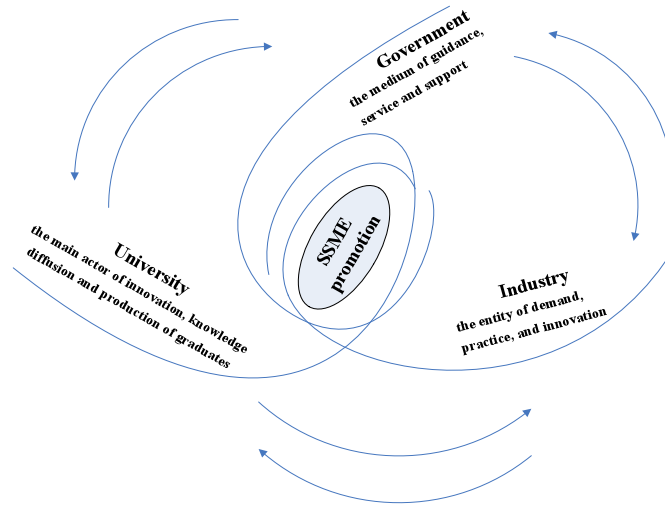 Government
the medium of guidance,
service and support
SSME
promotion
University
the main actor of innovation, knowledge
diffusion and production of graduates
Industry
the entity of demand,
practice, and innovation